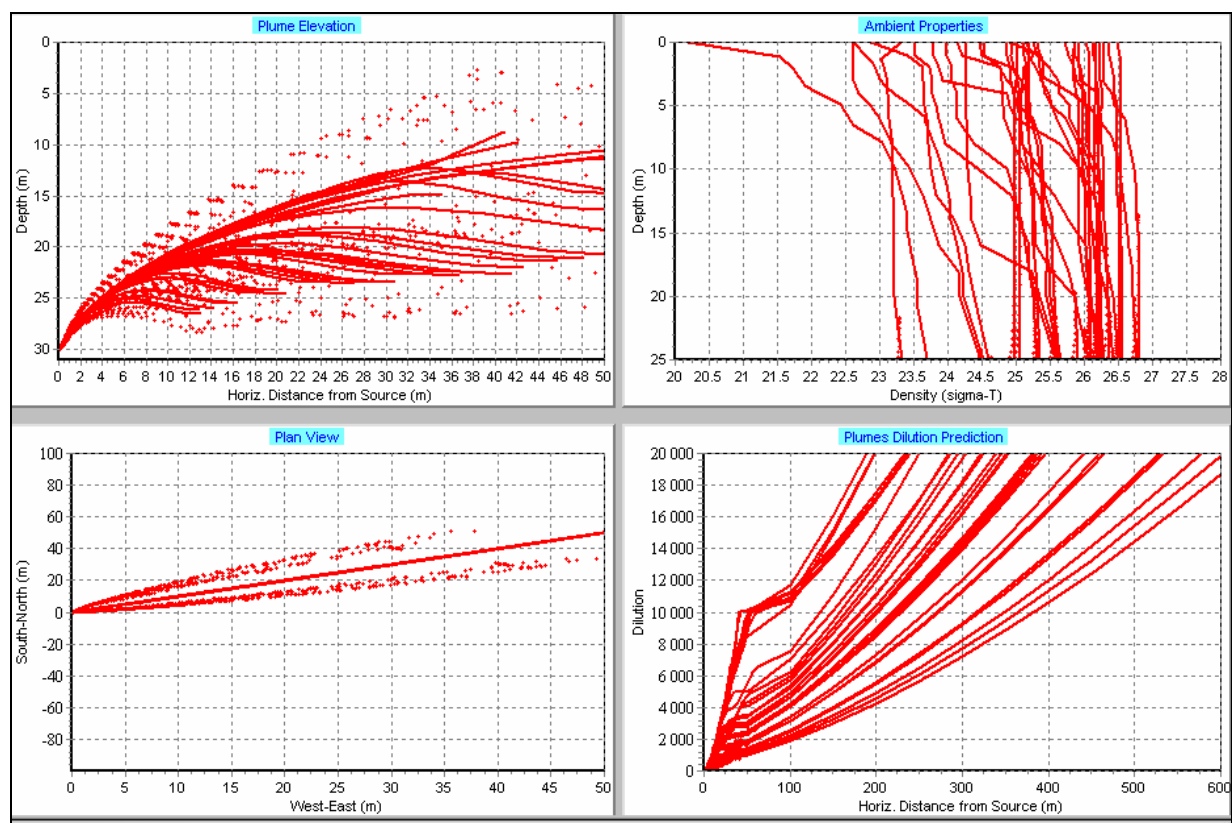 Plume Elevation
0
5
10
15
20
25
30
Depth (m)
0 2 4 6 8 10 12 14 16 18 20 22 24 26 28 30 32 34 36 38 40 42 44 46 48 50
Horiz. Distance from Source (m)
Ambient Properties
0
5
10
15
20
25
Depth (m)
20 20.5 21 21.5 22 22.5 23 23.5 24 24.5 25 25.5 26 26.5 27 27.5 28
Density (sigma-T)
Plan View
100
80
60
40
20
0
-20
-40
-60
-80
South-North (m)
0 5 10 15 20 25 30 35 40 45 50
West-East (m)
Plumes Dilution Prediction
20 000
18 000
16 000
14 000
12 000
10 000
8 000
6 000
4 000
2 000
0
Dilution
0 100 200 300 400 500 600
Horiz. Distance from Source (m)